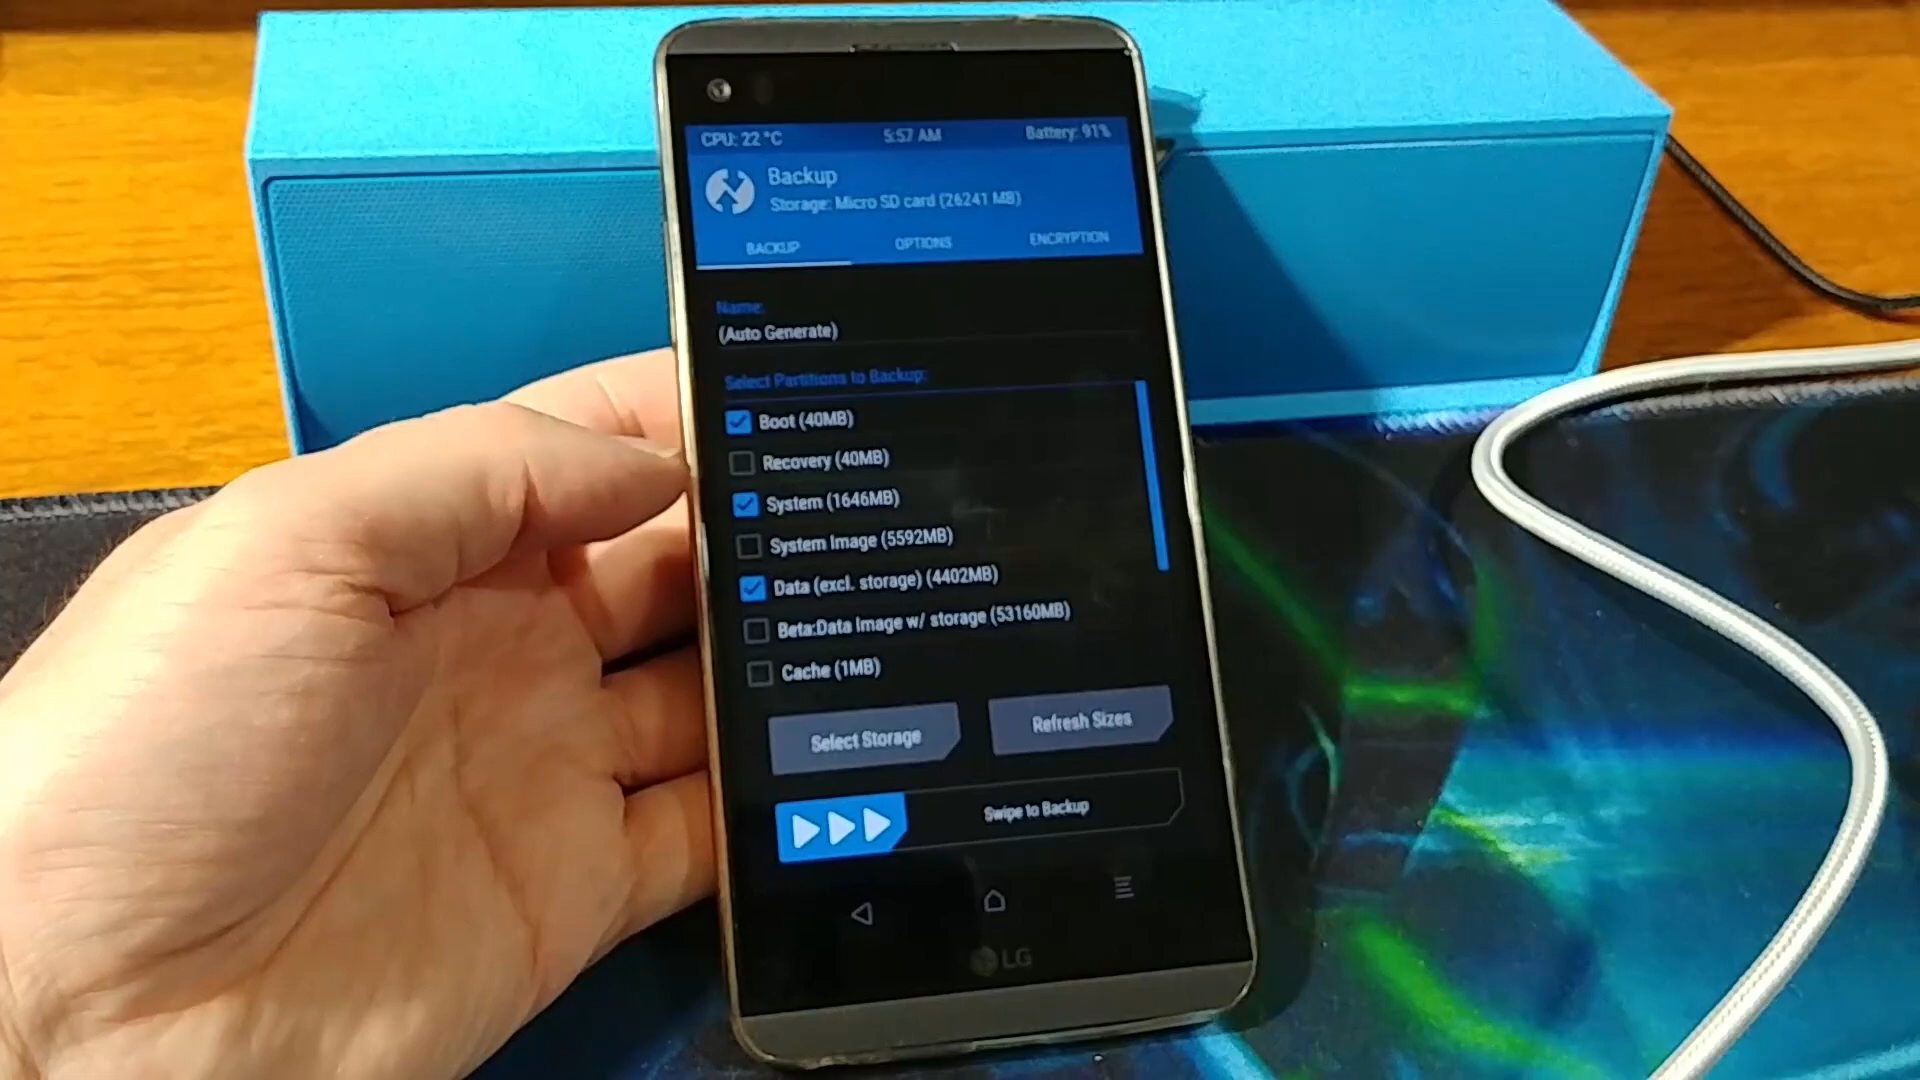 CPU: 22 °C 5:57 AM Battery: 91%
Backup
Storage: Micro SD card (26241 MB)
BACKUP OPTIONS ENCRYPTION
Name:
(Auto Generate)
Select Partitions to Backup:
Boot (40MB)
Recovery (40MB)
System (1646MB)
System Image (5592MB)
Data (excl. storage) (4402MB)
Beta:Data Image w/ storage (53160MB)
Cache (1MB)
Select Storage Refresh Sizes
Swipe to Backup
LG